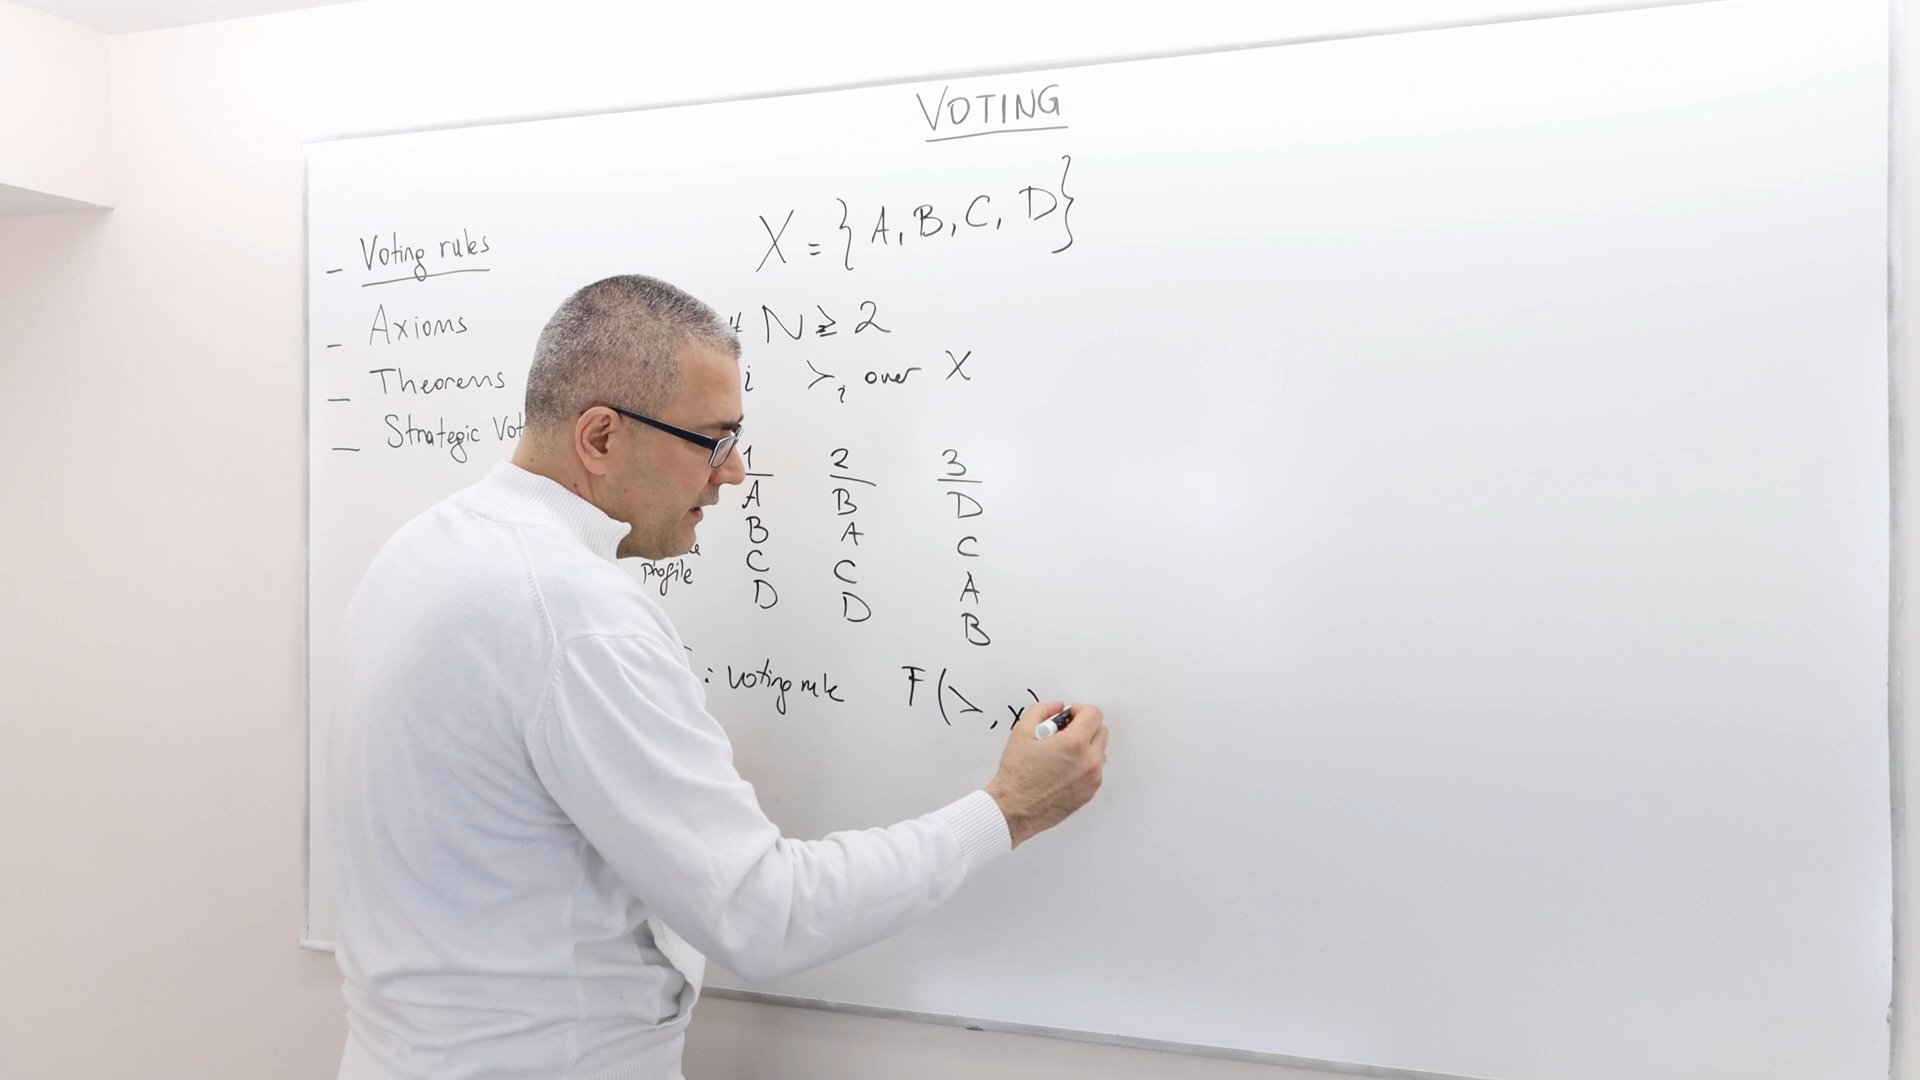 VOTING
X = {A, B, C, D}
– Voting rules
– Axioms
– Theorems
– Strategic Vot
# N ≥ 2
i ≻i over X
1 2 3
A B D
B A C
C C A
D D B
profile
: voting rule F(≻, X)